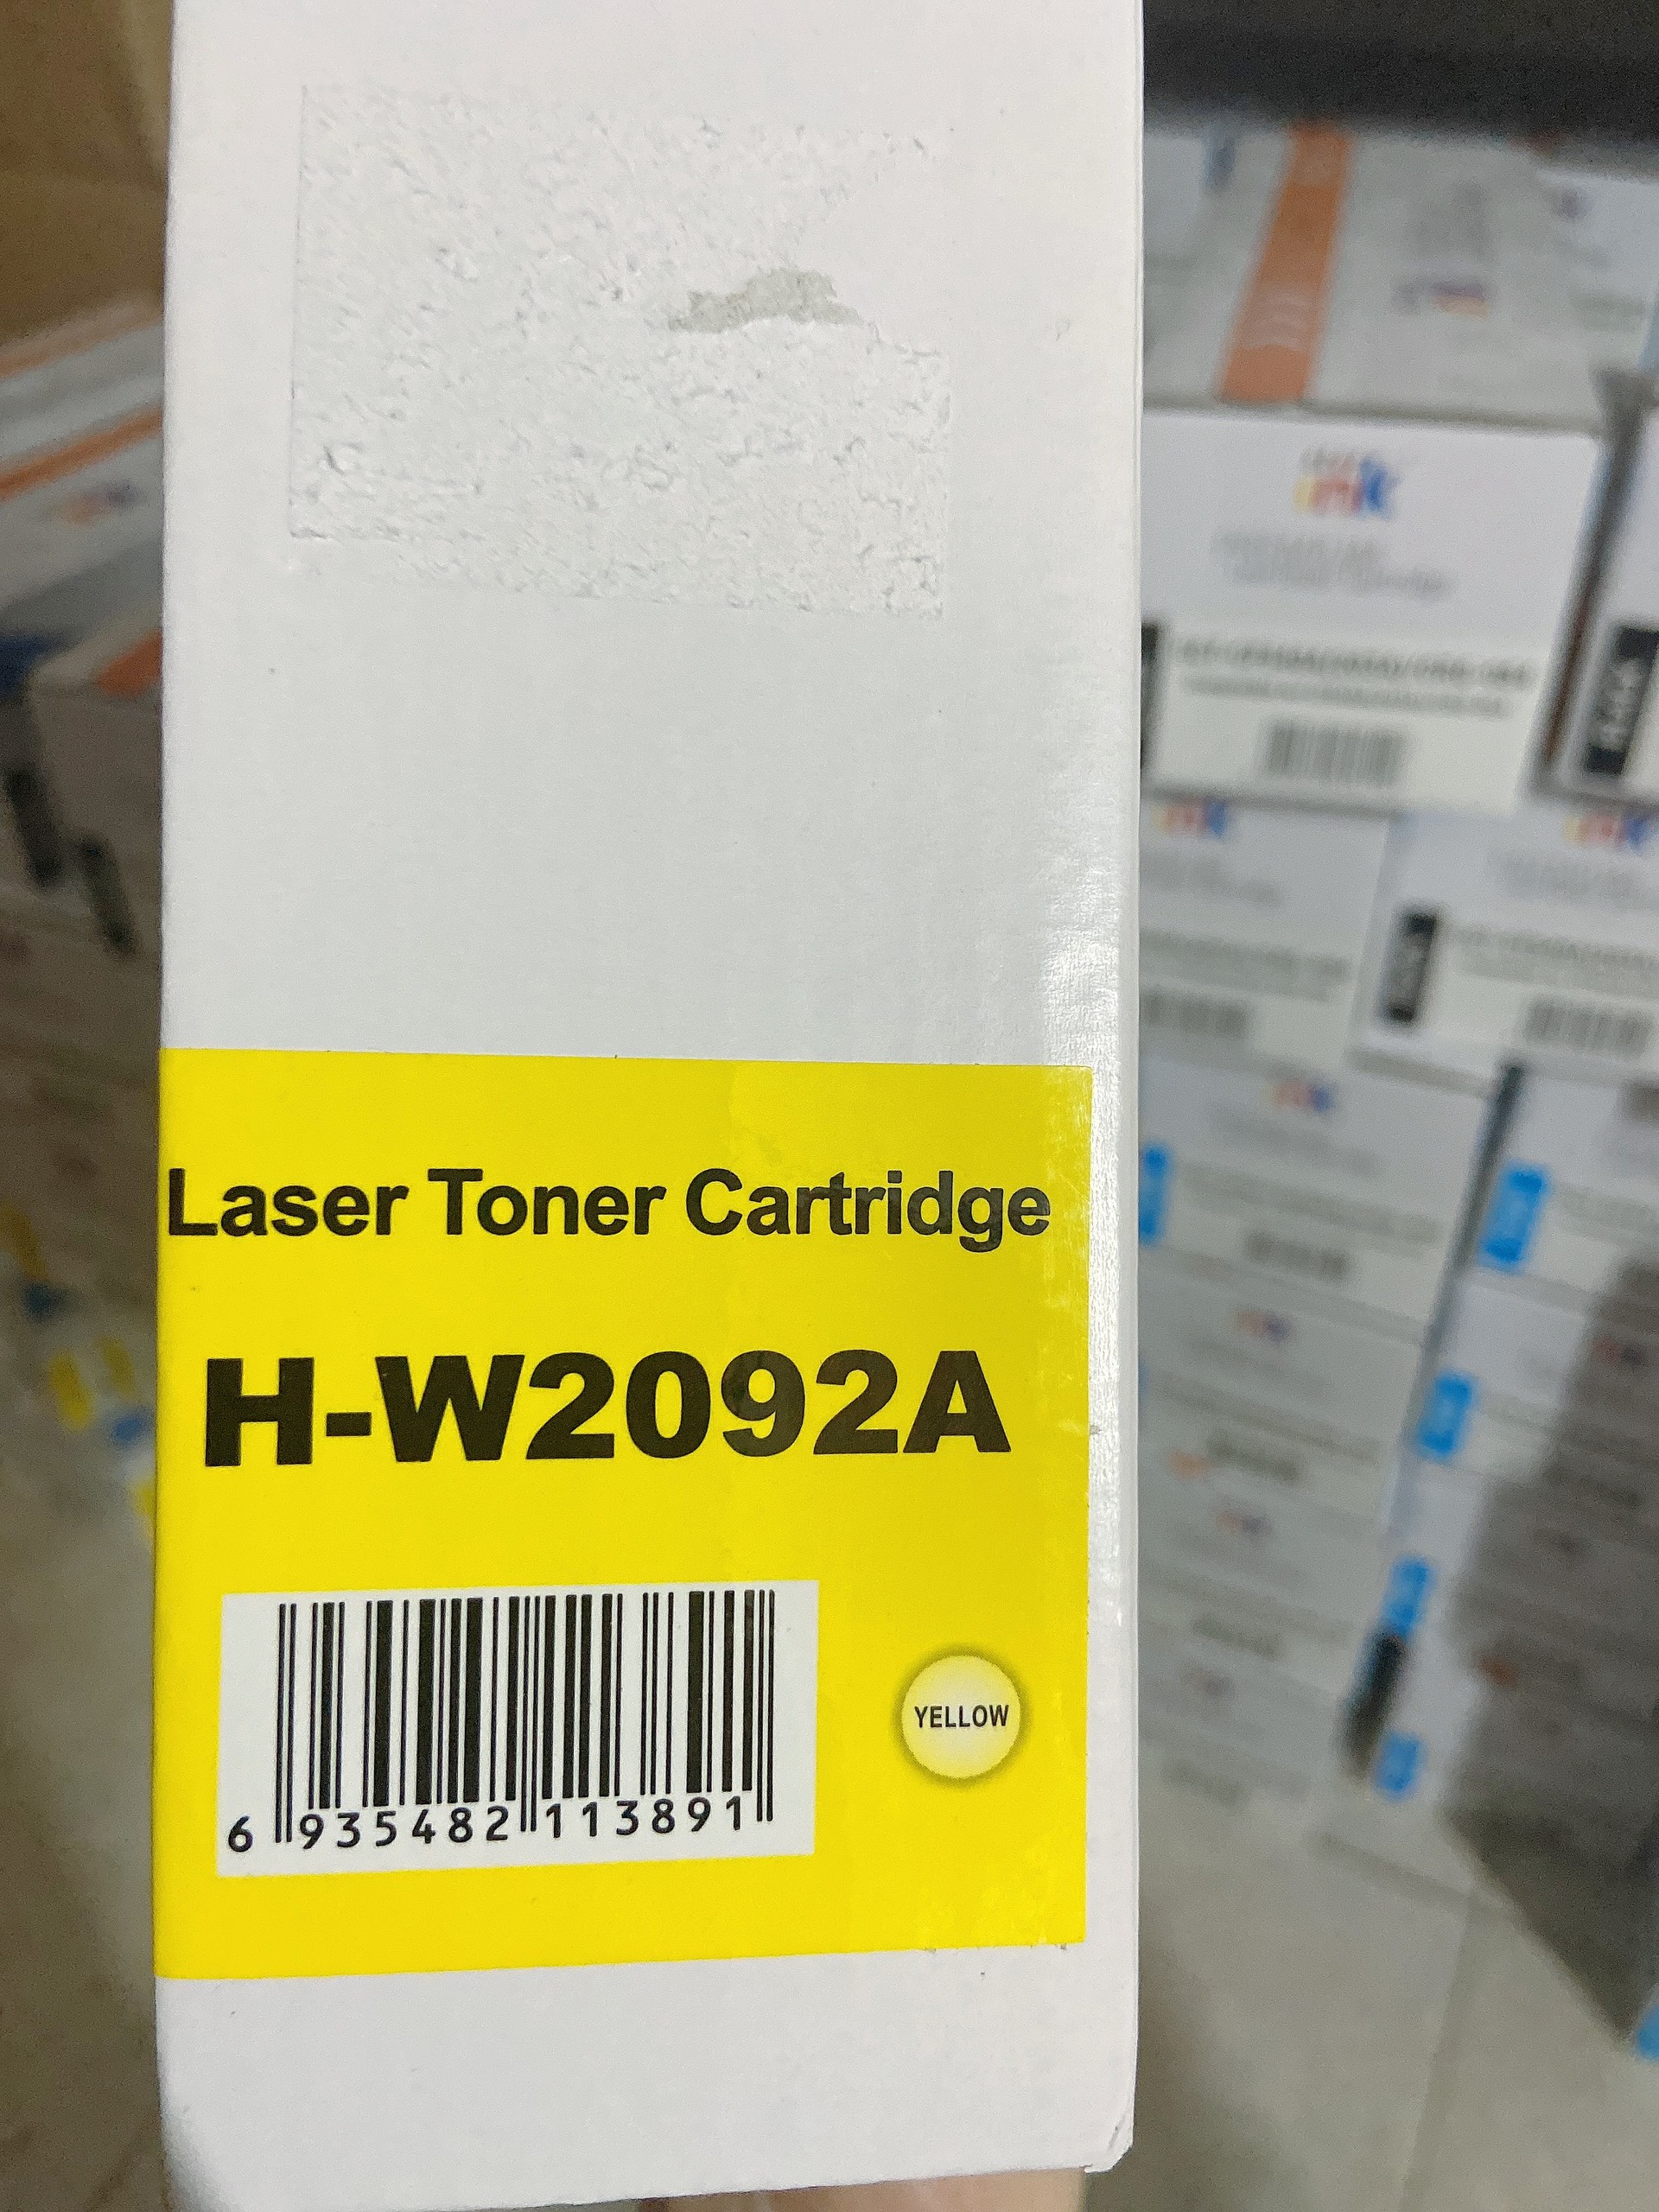 Laser Toner Cartridge
H-W2092A
YELLOW
6 935482 113891